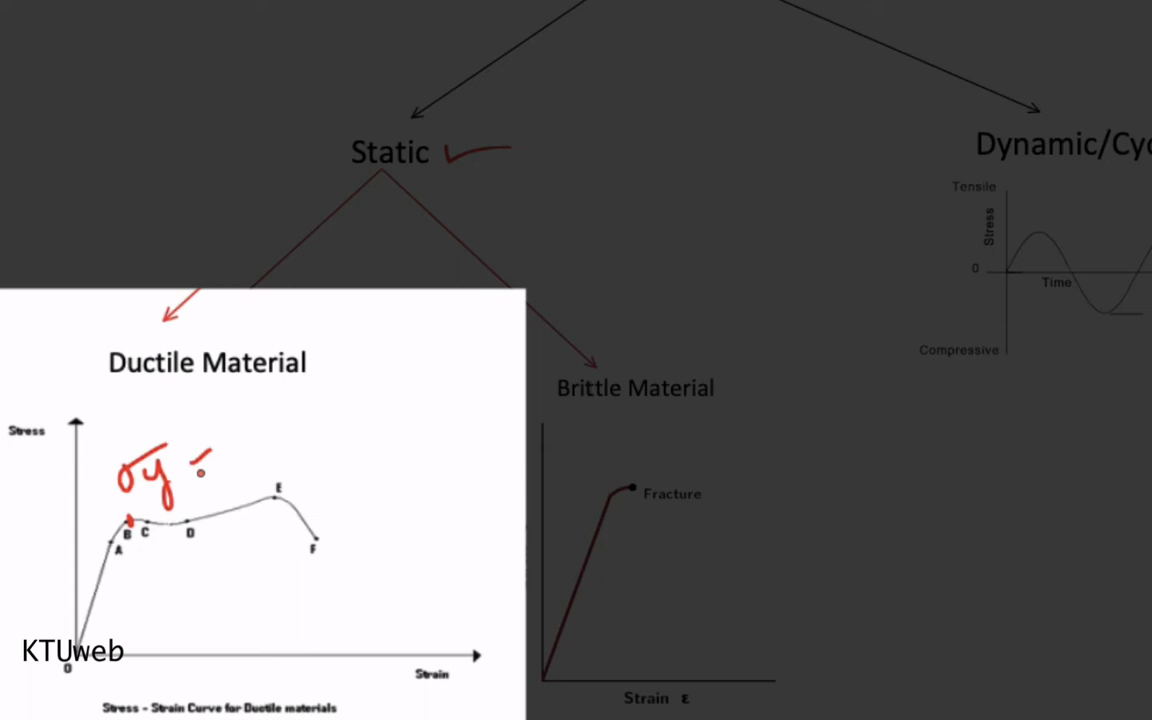 Static
Dynamic/Cyc
Tensile
Stress
0
Time
Compressive
Ductile Material
Brittle Material
Stress
σy =
E
B
C
D
A
F
Fracture
KTUweb
0
Strain
Strain ε
Stress - Strain Curve for Ductile materials